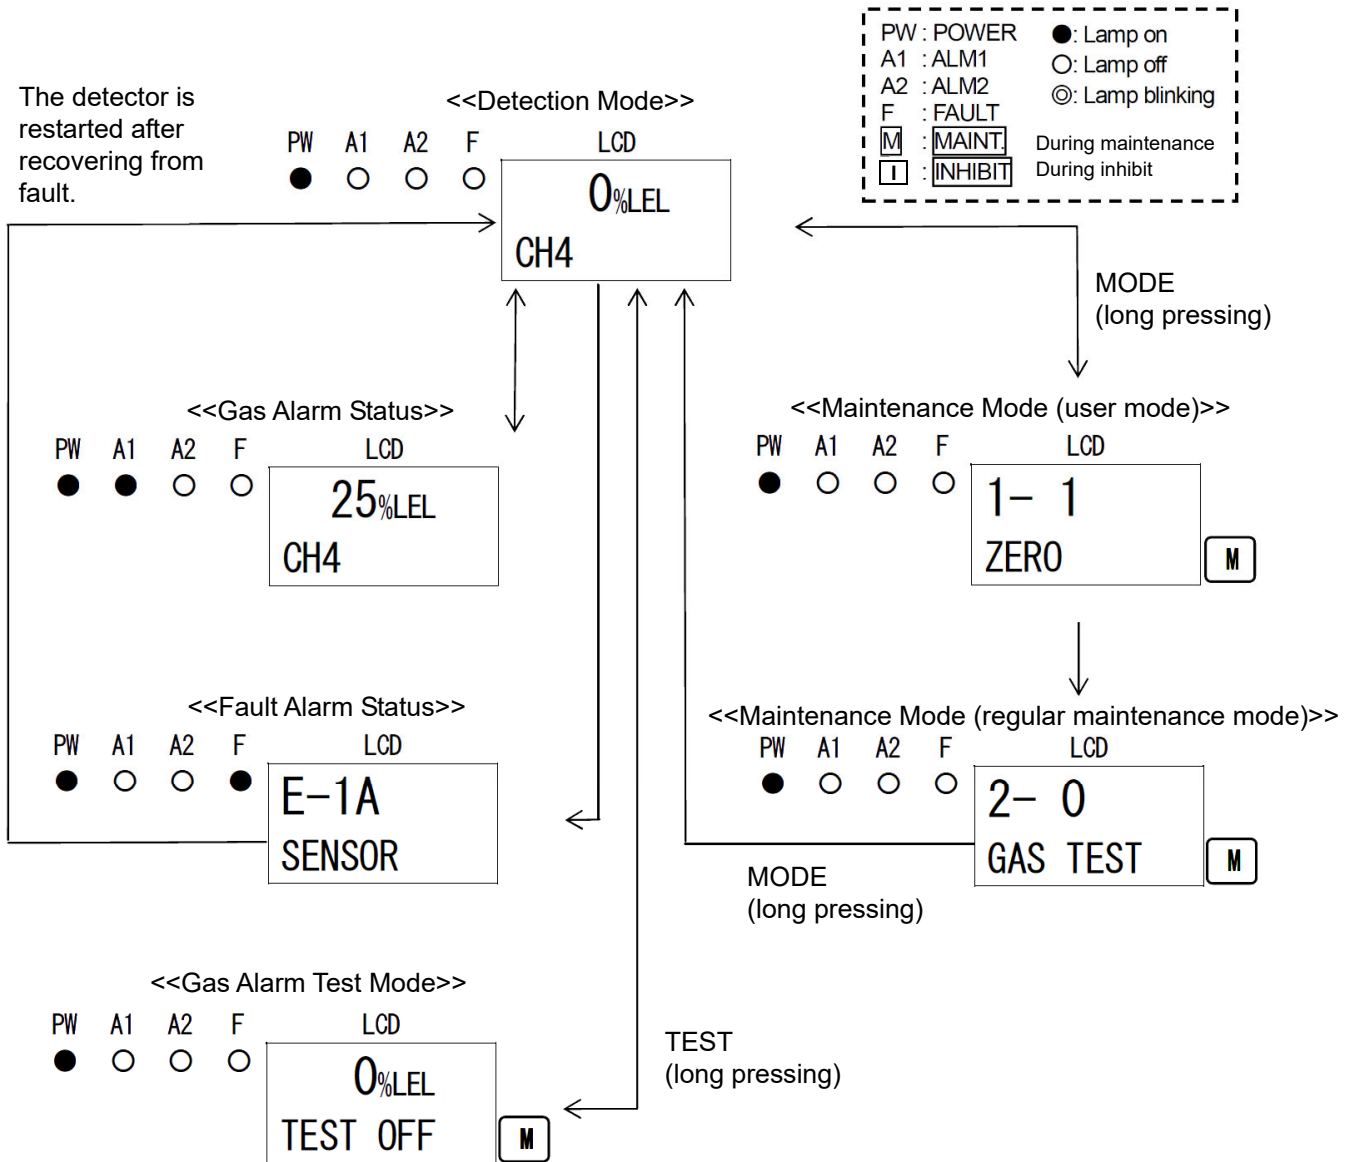 PW : POWER ●: Lamp on
A1 : ALM1 ○: Lamp off
A2 : ALM2 ◎: Lamp blinking
F : FAULT
M : MAINT. During maintenance
I : INHIBIT During inhibit
The detector is
restarted after
recovering from
fault.
<<Detection Mode>>
PW A1 A2 F LCD
0%LEL
CH4
MODE
(long pressing)
<<Gas Alarm Status>>
PW A1 A2 F LCD
25%LEL
CH4
<<Maintenance Mode (user mode)>>
PW A1 A2 F LCD
1- 1
ZERO M
<<Fault Alarm Status>>
PW A1 A2 F LCD
E-1A
SENSOR
<<Maintenance Mode (regular maintenance mode)>>
PW A1 A2 F LCD
2- 0
GAS TEST M
MODE
(long pressing)
<<Gas Alarm Test Mode>>
PW A1 A2 F LCD
0%LEL
TEST OFF M
TEST
(long pressing)